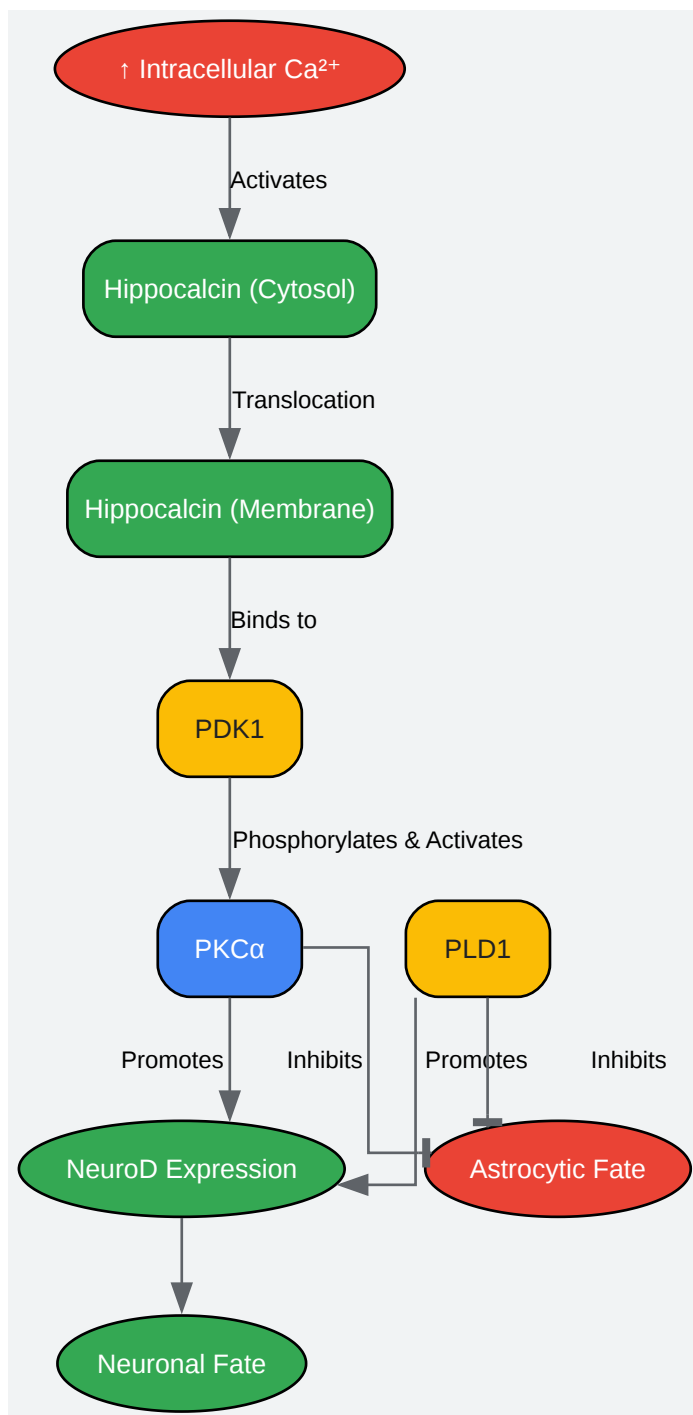 ↑ Intracellular Ca²⁺
Activates
Hippocalcin (Cytosol)
Translocation
Hippocalcin (Membrane)
Binds to
PDK1
Phosphorylates & Activates
PKCα
PLD1
Promotes
Inhibits
Promotes
Inhibits
NeuroD Expression
Astrocytic Fate
Neuronal Fate